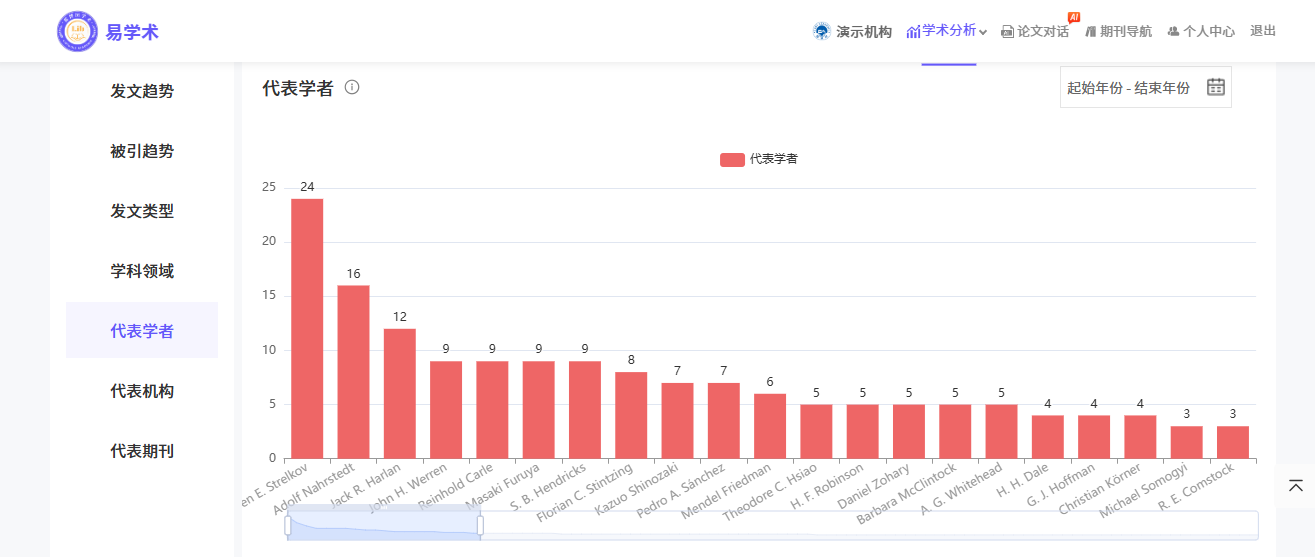 易学术
演示机构
学术分析
论文对话
AI
期刊导航
个人中心
退出
发文趋势
被引趋势
发文类型
学科领域
代表学者
代表机构
代表期刊
代表学者
起始年份 - 结束年份
代表学者
25
20
15
10
5
0
24
16
12
9
9
9
9
8
7
7
6
5
5
5
5
5
4
4
4
3
3
en E. Strelkov
Adolf Nahrstedt
Jack R. Harlan
John H. Werren
Reinhold Carle
Masaki Furuya
S. B. Hendricks
Florian C. Stintzing
Kazuo Shinozaki
Pedro A. Sánchez
Mendel Friedman
Theodore C. Hsiao
H. F. Robinson
Daniel Zohary
Barbara McClintock
A. G. Whitehead
H. H. Dale
G. J. Hoffman
Christian Körner
Michael Somogyi
R. E. Comstock